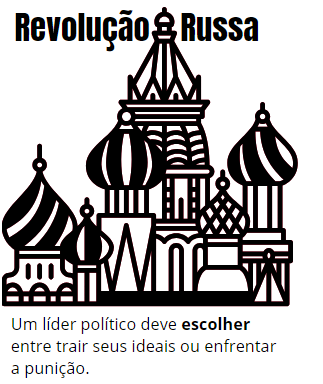 Revolução Russa
Um líder político deve escolher
entre trair seus ideais ou enfrentar
a punição.